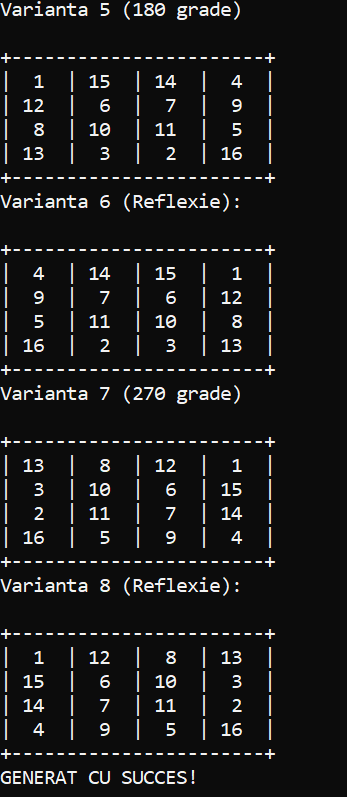 Varianta 5 (180 grade)
+-----------------------+
|  1  | 15  | 14  |  4  |
| 12  |  6  |  7  |  9  |
|  8  | 10  | 11  |  5  |
| 13  |  3  |  2  | 16  |
+-----------------------+
Varianta 6 (Reflexie):
+-----------------------+
|  4  | 14  | 15  |  1  |
|  9  |  7  |  6  | 12  |
|  5  | 11  | 10  |  8  |
| 16  |  2  |  3  | 13  |
+-----------------------+
Varianta 7 (270 grade)
+-----------------------+
| 13  |  8  | 12  |  1  |
|  3  | 10  |  6  | 15  |
|  2  | 11  |  7  | 14  |
| 16  |  5  |  9  |  4  |
+-----------------------+
Varianta 8 (Reflexie):
+-----------------------+
|  1  | 12  |  8  | 13  |
| 15  |  6  | 10  |  3  |
| 14  |  7  | 11  |  2  |
|  4  |  9  |  5  | 16  |
+-----------------------+
GENERAT CU SUCCES!